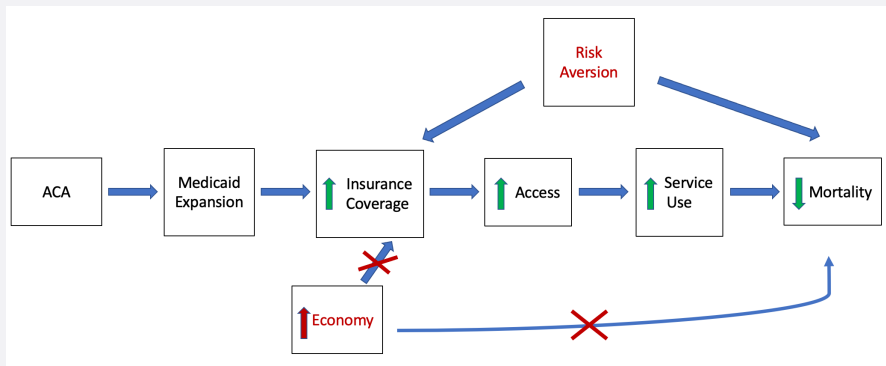 Risk
Aversion
ACA
Medicaid
Expansion
Insurance
Coverage
Access
Service
Use
Mortality
Economy